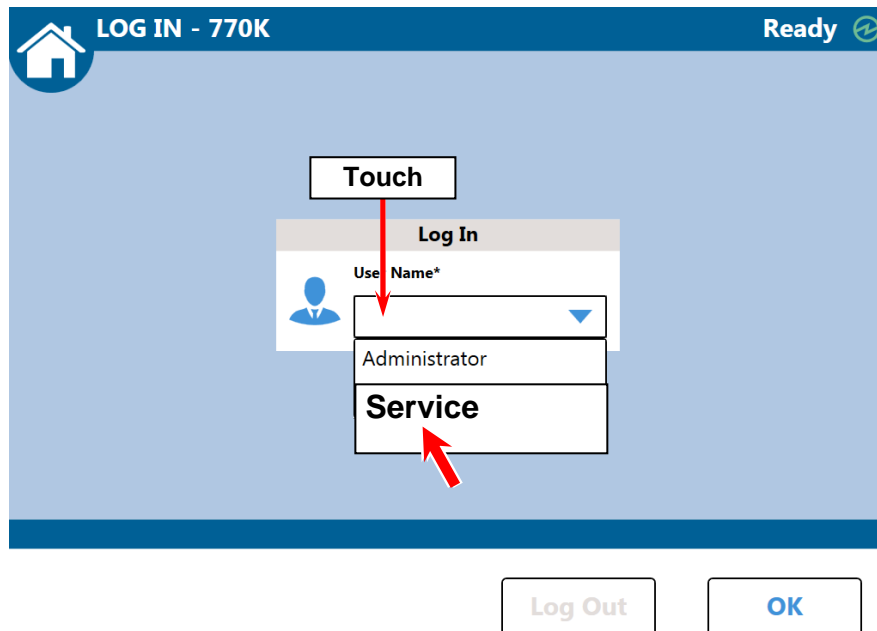 LOG IN - 770K Ready
Touch
Log In
User Name*
Administrator
Service
Log Out OK